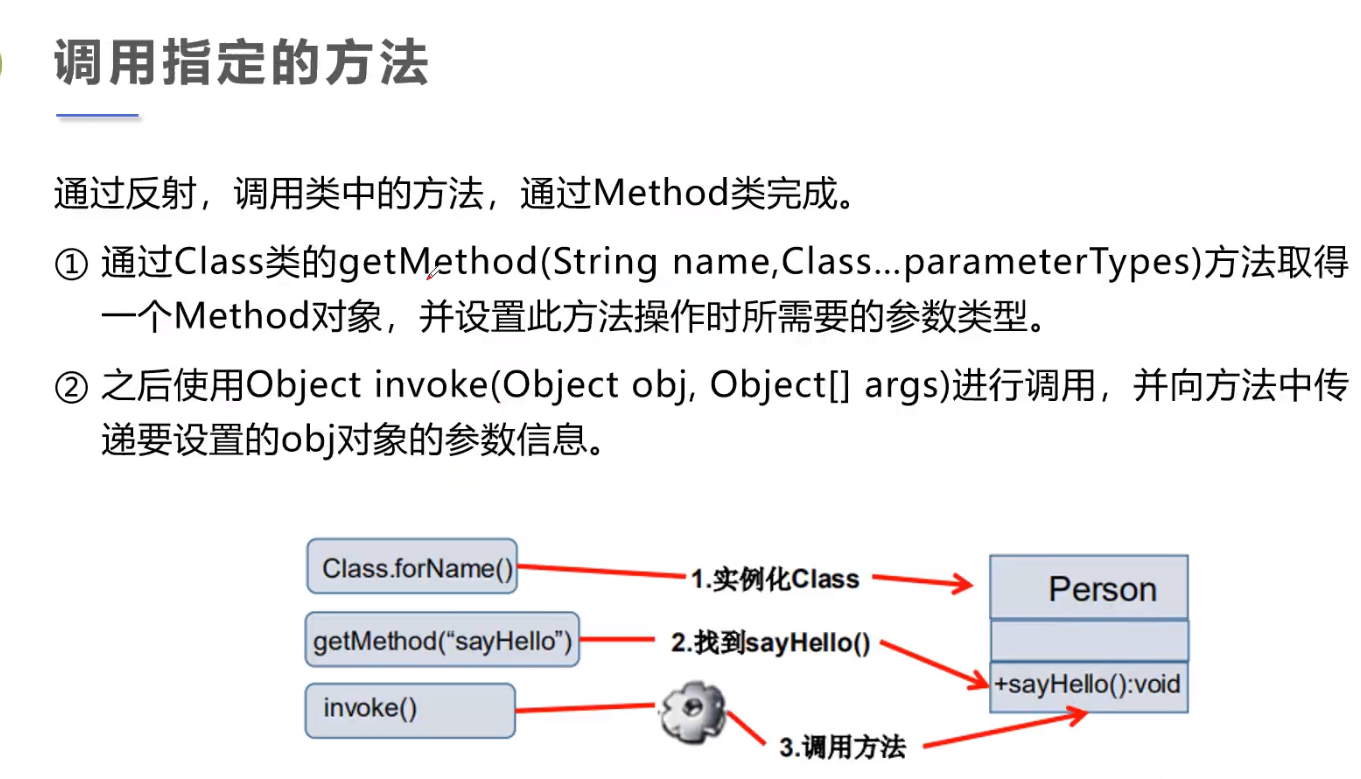 调用指定的方法
通过反射，调用类中的方法，通过Method类完成。
① 通过Class类的getMethod(String name,Class…parameterTypes)方法取得
一个Method对象，并设置此方法操作时所需要的参数类型。
② 之后使用Object invoke(Object obj, Object[] args)进行调用，并向方法中传
递要设置的obj对象的参数信息。
Class.forName()
1.实例化Class
Person
getMethod(“sayHello”)
2.找到sayHello()
+sayHello():void
invoke()
3.调用方法